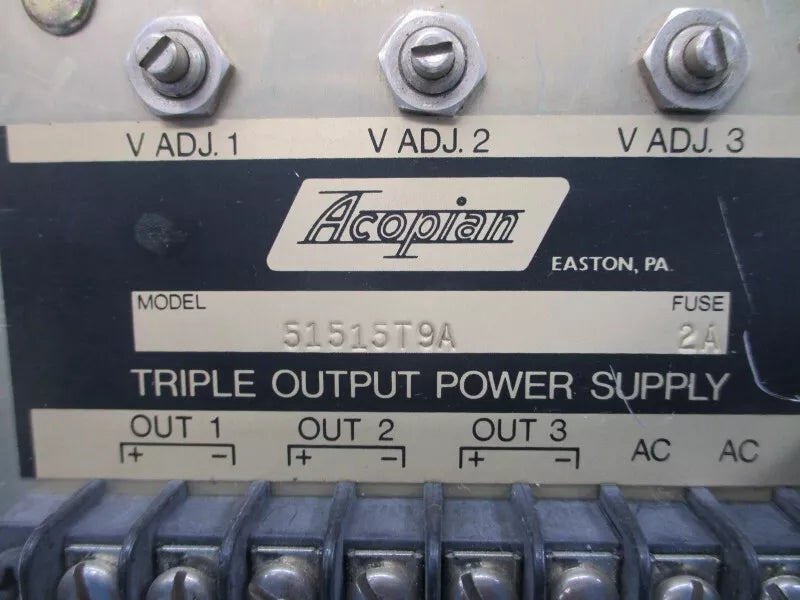 V ADJ. 1 V ADJ. 2 V ADJ. 3
Acopian
EASTON, PA.
MODEL FUSE
51515T9A 2A
TRIPLE OUTPUT POWER SUPPLY
OUT 1 OUT 2 OUT 3 AC AC
+ - + - + -